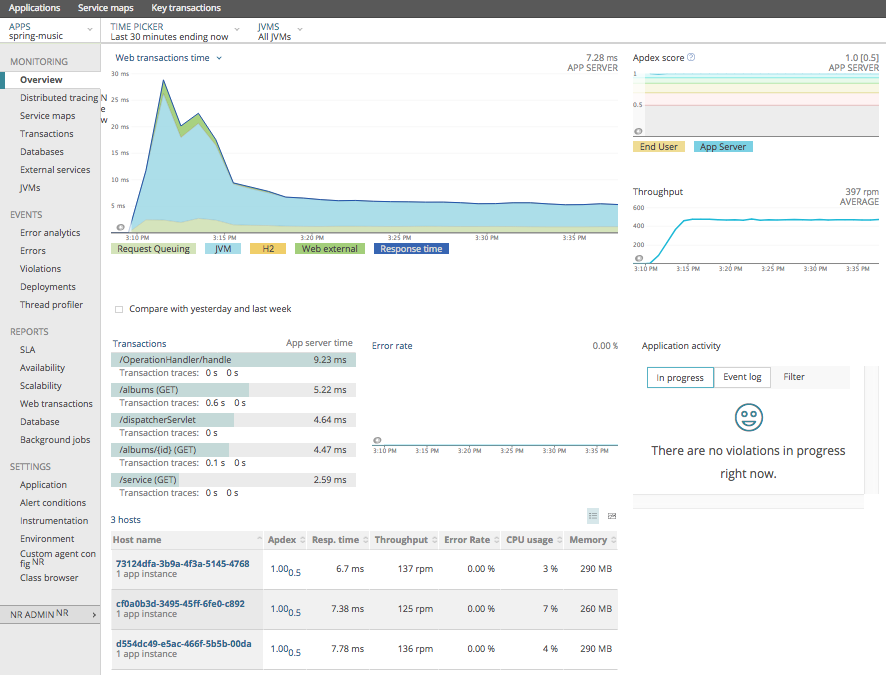 Applications Service maps Key transactions
APPS
spring-music
TIME PICKER
Last 30 minutes ending now
JVMS
All JVMs
MONITORING
Overview
Distributed tracing New
Service maps
Transactions
Databases
External services
JVMs
EVENTS
Error analytics
Errors
Violations
Deployments
Thread profiler
REPORTS
SLA
Availability
Scalability
Web transactions
Database
Background jobs
SETTINGS
Application
Alert conditions
Instrumentation
Environment
Custom agent con
fig NR
Class browser
NR ADMIN NR
Web transactions time
7.28 ms
APP SERVER
30 ms
25 ms
20 ms
15 ms
10 ms
5 ms
3:10 PM 3:15 PM 3:20 PM 3:25 PM 3:30 PM 3:35 PM
Request Queuing JVM H2 Web external Response time
Apdex score
1.0 [0.5]
APP SERVER
1
0.5
End User App Server
Throughput
397 rpm
AVERAGE
600
400
200
3:10 PM 3:15 PM 3:20 PM 3:25 PM 3:30 PM 3:35 PM
Compare with yesterday and last week
Transactions App server time
/OperationHandler/handle 9.23 ms
Transaction traces: 0 s 0 s
/albums (GET) 5.22 ms
Transaction traces: 0.6 s 0 s
/dispatcherServlet 4.64 ms
Transaction traces: 0 s
/albums/{id} (GET) 4.47 ms
Transaction traces: 0.1 s 0 s
/service (GET) 2.59 ms
Transaction traces: 0 s 0 s
Error rate 0.00 %
3:10 PM 3:15 PM 3:20 PM 3:25 PM 3:30 PM 3:35 PM
Application activity
In progress Event log Filter
There are no violations in progress
right now.
3 hosts
Host name Apdex Resp. time Throughput Error Rate CPU usage Memory
73124dfa-3b9a-4f3a-5145-4768
1 app instance
1.00 0.5 6.7 ms 137 rpm 0.00 % 3 % 290 MB
cf0a0b3d-3495-45ff-6fe0-c892
1 app instance
1.00 0.5 7.38 ms 125 rpm 0.00 % 7 % 260 MB
d554dc49-e5ac-466f-5b5b-00da
1 app instance
1.00 0.5 7.78 ms 136 rpm 0.00 % 4 % 290 MB